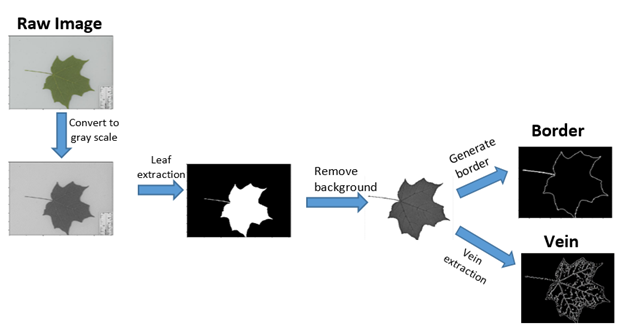 Raw Image
Convert to
gray scale
Leaf
extraction
Remove
background
Generate
border
Border
Vein
extraction
Vein